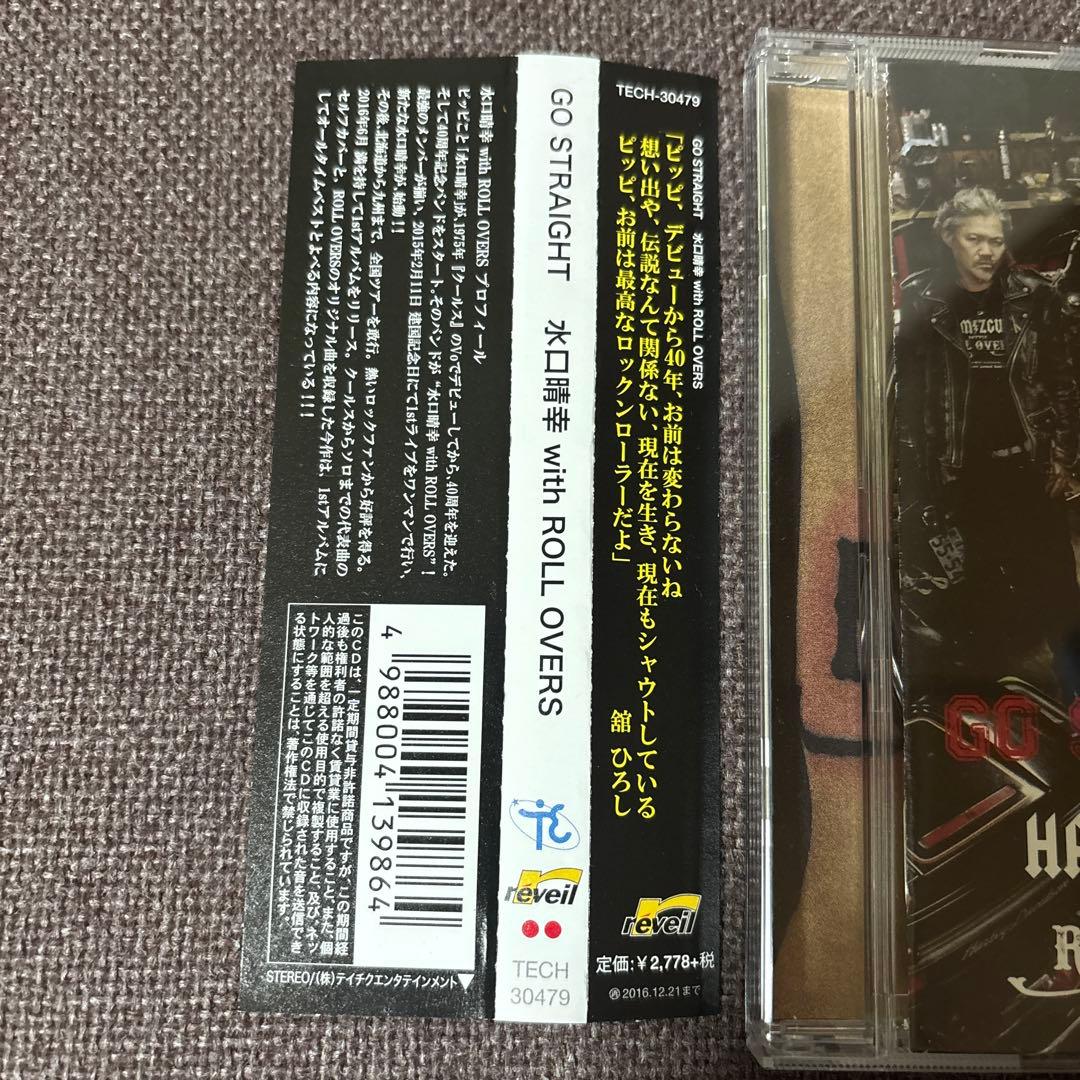 水口晴幸 with ROLL OVERS プロフィール
ピッピこと「水口晴幸」が、1975年『クールス』のVoでデビューしてから、40周年を迎えた。
そして40周年記念バンドをスタート。そのバンドが“水口晴幸 with ROLL OVERS”！
最強のメンバーが揃い、2015年2月11日 建国記念日にて1stライブをワンマンで行い、
新たな水口晴幸が、始動！！
その後、北海道から九州まで、全国ツアーを敢行。熱いロックファンから好評を得る。
2016年6月 満を持して1stアルバムをリリース。クールスからソロまでの代表曲の
セルフカバーと、ROLL OVERSのオリジナル曲を収録した今作は、1stアルバムに
してオールタイムベストとよべる内容になっている！！！
4 988004 139864
このCDは、一定期間貸与非許諾商品ですが、この期間経
過後も権利者の許諾なく賃貸業に使用すること、また、個
人的な範囲を超える使用目的で複製すること、及び、ネッ
トワーク等を通じてこのCDに収録された音を送信でき
る状態にすることは、著作権法で禁じられています。
STEREO/(株)テイチクエンタテインメント▼
GO STRAIGHT 水口晴幸 with ROLL OVERS
reveil
TECH
30479
TECH-30479
GO STRAIGHT 水口晴幸 with ROLL OVERS
「ピッピ、デビューから40年、お前は変わらないね
想い出や、伝説なんて関係ない、現在を生き、現在もシャウトしている
ピッピ、お前は最高なロックンローラーだよ」
舘 ひろし
reveil
定価:￥2,778+税
再 2016.12.21まで
GO
HA
R